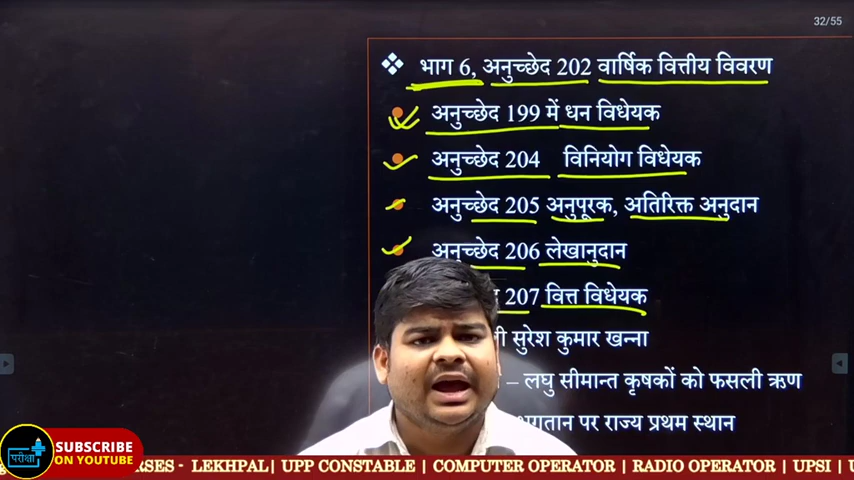 32/55
❖ भाग 6, अनुच्छेद 202 वार्षिक वित्तीय विवरण
अनुच्छेद 199 में धन विधेयक
अनुच्छेद 204 विनियोग विधेयक
अनुच्छेद 205 अनुपूरक, अतिरिक्त अनुदान
अनुच्छेद 206 लेखानुदान
207 वित्त विधेयक
सुरेश कुमार खन्ना
– लघु सीमान्त कृषकों को फसली ऋण
भुगतान पर राज्य प्रथम स्थान
परीक्षा
SUBSCRIBE
ON YOUTUBE
RSES - LEKHPAL| UPP CONSTABLE | COMPUTER OPERATOR | RADIO OPERATOR | UPSI | U